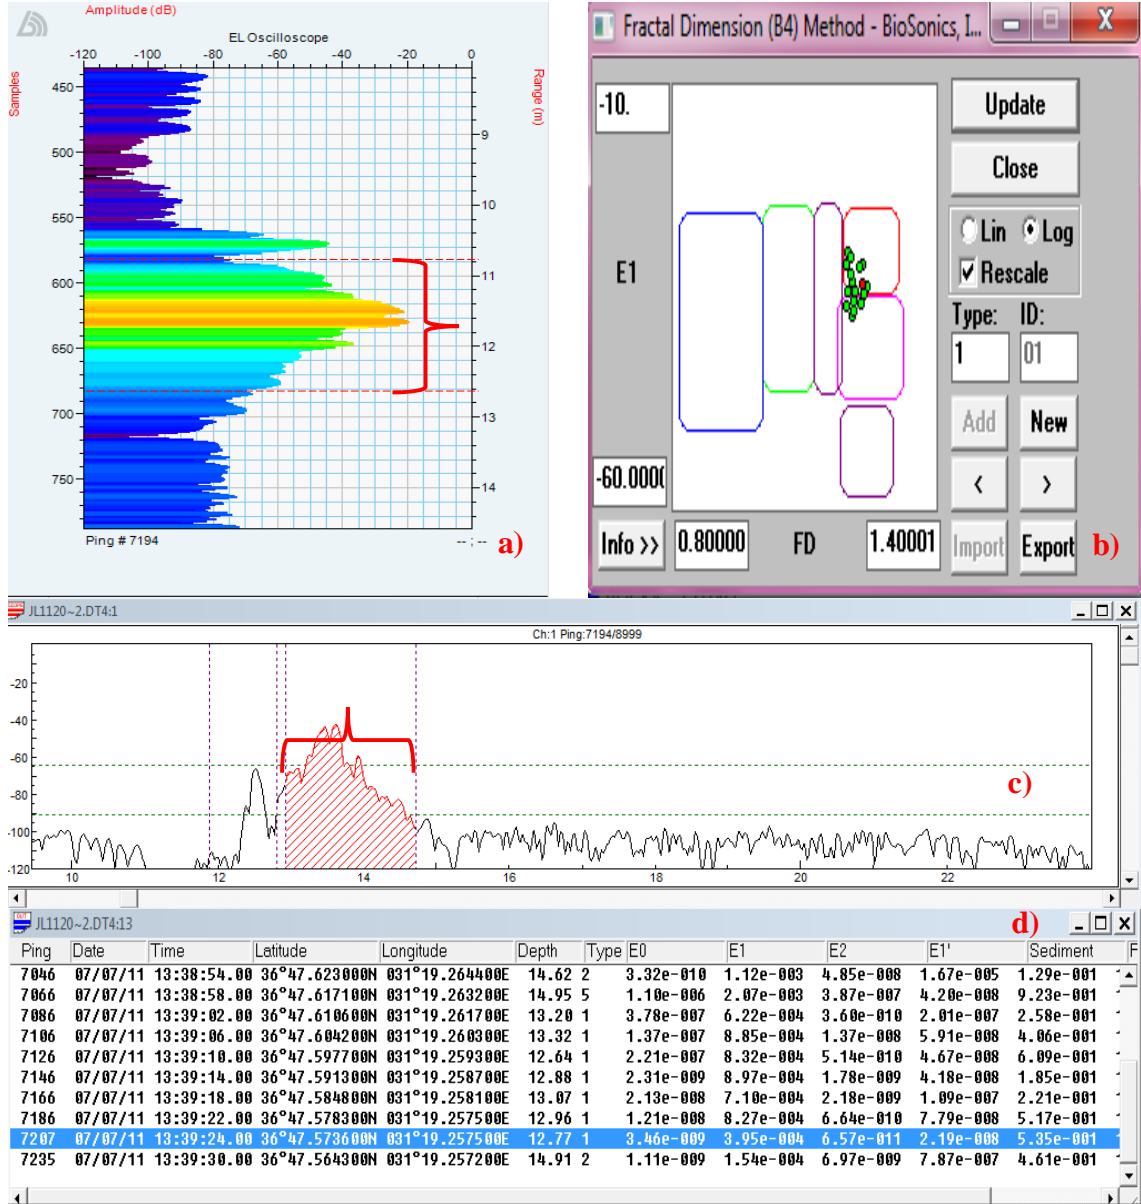 Amplitude (dB)
EL Oscilloscope
-120 -100 -80 -60 -40 -20 0
Samples
Range (m)
450
500
550
600
650
700
750
9
10
11
12
13
14
Ping # 7194
-- ; --
a)
Fractal Dimension (B4) Method - BioSonics, I...
X
-10.
E1
-60.0000
Info >> 0.80000 FD 1.40001
Update
Close
Lin Log
Rescale
Type: ID:
1 01
Add New
< >
Import Export
b)
JL1120~2.DT4:1
Ch:1 Ping:7194/8999
-20
-40
-60
-80
-100
-120
10 12 14 16 18 20 22
c)
JL1120~2.DT4:13
d)
Ping Date Time Latitude Longitude Depth Type E0 E1 E2 E1' Sediment F
7046 07/07/11 13:38:54.00 36°47.623000N 031°19.264400E 14.62 2 3.32e-010 1.12e-003 4.85e-008 1.67e-005 1.29e-001
7066 07/07/11 13:38:58.00 36°47.617100N 031°19.263200E 14.95 5 1.10e-006 2.07e-003 3.87e-007 4.20e-008 9.23e-001
7086 07/07/11 13:39:02.00 36°47.610600N 031°19.261700E 13.20 1 3.78e-007 6.22e-004 3.60e-010 2.01e-007 2.58e-001
7106 07/07/11 13:39:06.00 36°47.604200N 031°19.260300E 13.32 1 1.37e-007 8.85e-004 1.37e-008 5.91e-008 4.06e-001
7126 07/07/11 13:39:10.00 36°47.597700N 031°19.259300E 12.64 1 2.21e-007 8.32e-004 5.14e-010 4.67e-008 6.09e-001
7146 07/07/11 13:39:14.00 36°47.591300N 031°19.258700E 12.88 1 2.31e-009 8.97e-004 1.78e-009 4.18e-008 1.85e-001
7166 07/07/11 13:39:18.00 36°47.584800N 031°19.258100E 13.07 1 2.13e-008 7.10e-004 2.18e-009 1.09e-007 2.21e-001
7186 07/07/11 13:39:22.00 36°47.578300N 031°19.257500E 12.96 1 1.21e-008 8.27e-004 6.64e-010 7.79e-008 5.17e-001
7207 07/07/11 13:39:24.00 36°47.573600N 031°19.257500E 12.77 1 3.46e-009 3.95e-004 6.57e-011 2.19e-008 5.35e-001
7235 07/07/11 13:39:30.00 36°47.564300N 031°19.257200E 14.91 2 1.11e-009 1.54e-004 6.97e-009 7.87e-007 4.61e-001